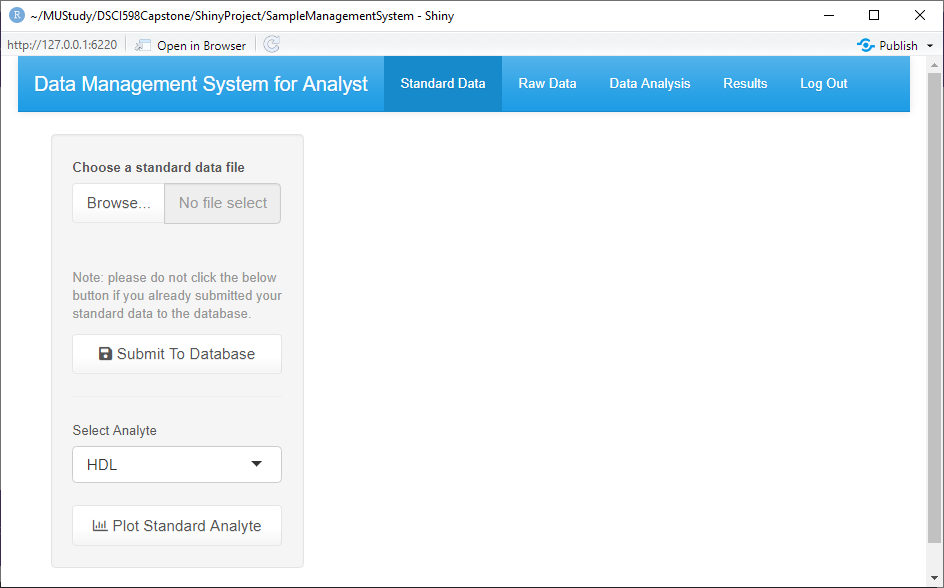 R ~/MUStudy/DSCI598Capstone/ShinyProject/SampleManagementSystem - Shiny
http://127.0.0.1:6220 Open in Browser Publish
Data Management System for Analyst Standard Data Raw Data Data Analysis Results Log Out
Choose a standard data file
Browse... No file select
Note: please do not click the below
button if you already submitted your
standard data to the database.
Submit To Database
Select Analyte
HDL
Plot Standard Analyte